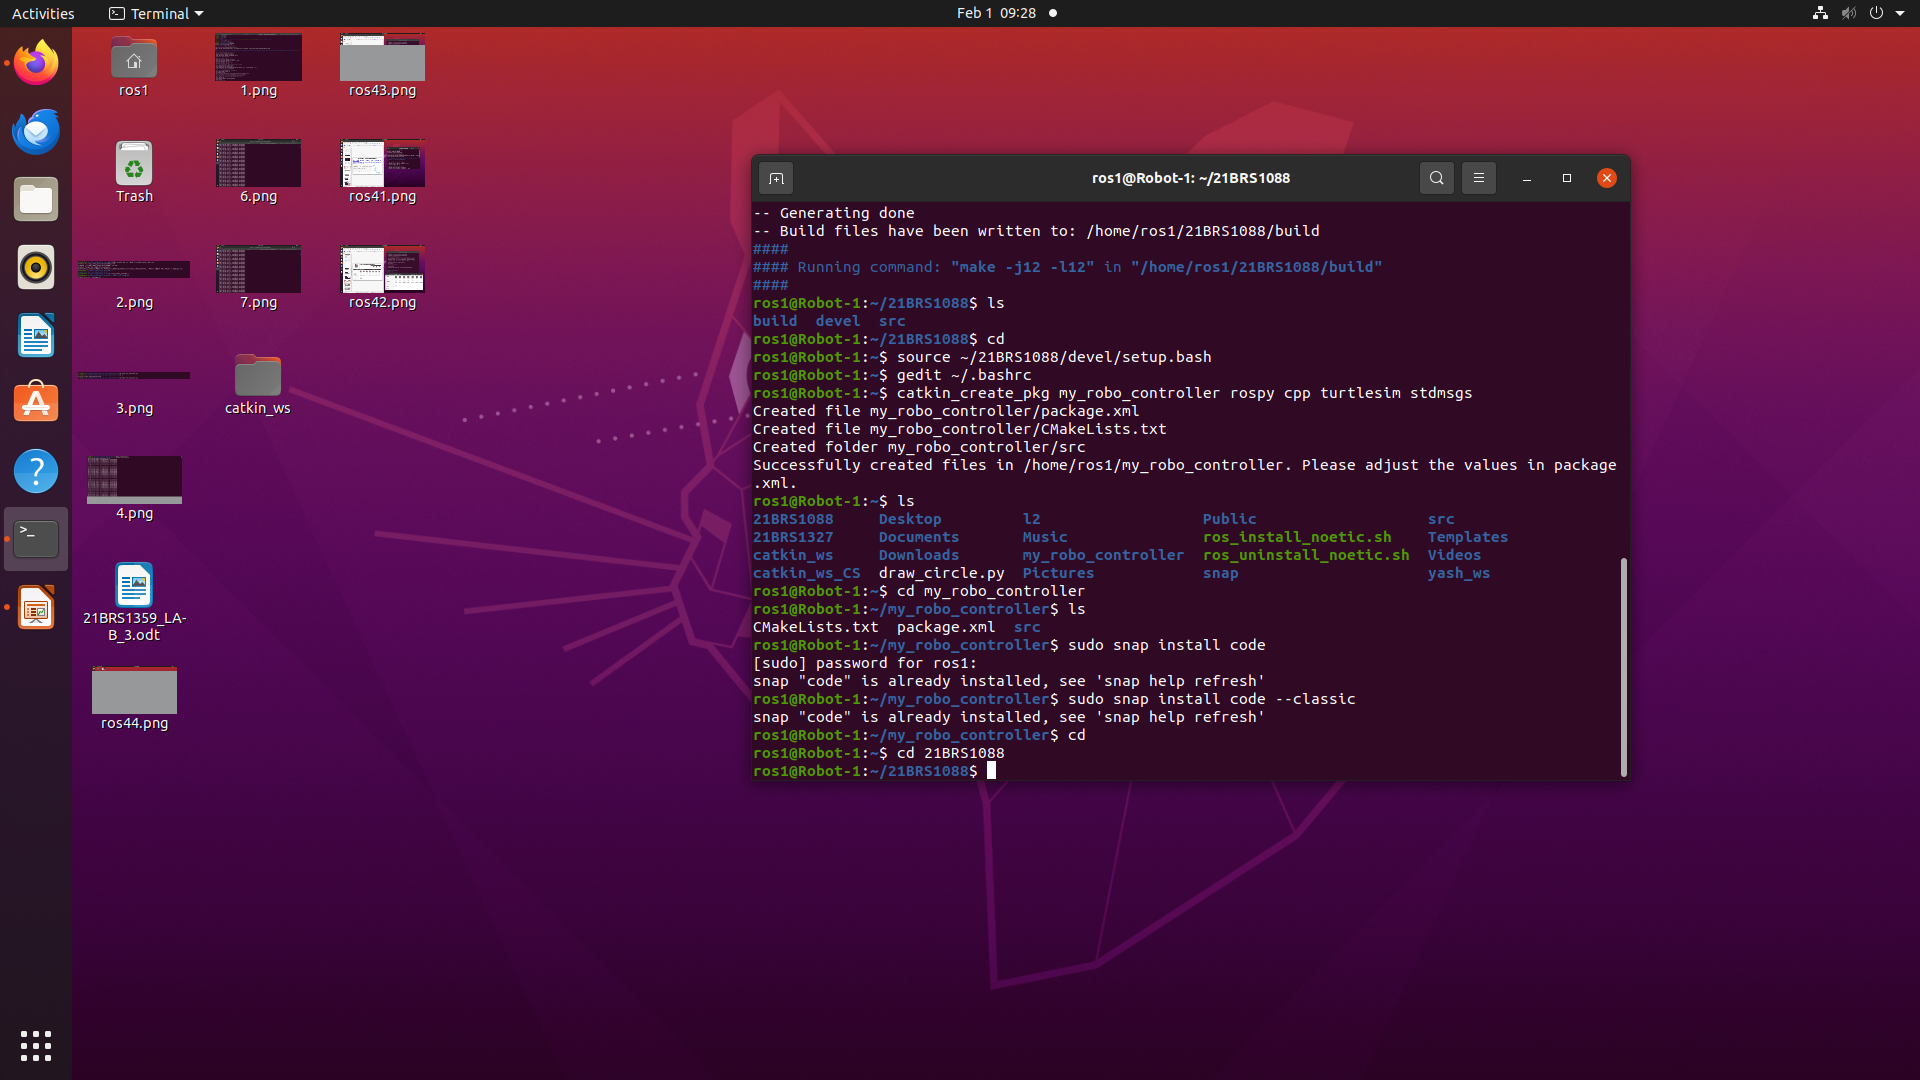 Activities
Terminal
Feb 1 09:28
ros1
1.png
ros43.png
Trash
6.png
ros41.png
2.png
7.png
ros42.png
3.png
catkin_ws
4.png
21BRS1359_LA-
B_3.odt
ros44.png
ros1@Robot-1: ~/21BRS1088
-- Generating done
-- Build files have been written to: /home/ros1/21BRS1088/build
####
#### Running command: "make -j12 -l12" in "/home/ros1/21BRS1088/build"
####
ros1@Robot-1:~/21BRS1088$ ls
build  devel  src
ros1@Robot-1:~/21BRS1088$ cd
ros1@Robot-1:~$ source ~/21BRS1088/devel/setup.bash
ros1@Robot-1:~$ gedit ~/.bashrc
ros1@Robot-1:~$ catkin_create_pkg my_robo_controller rospy cpp turtlesim stdmsgs
Created file my_robo_controller/package.xml
Created file my_robo_controller/CMakeLists.txt
Created folder my_robo_controller/src
Successfully created files in /home/ros1/my_robo_controller. Please adjust the values in package
.xml.
ros1@Robot-1:~$ ls
21BRS1088     Desktop         l2                  Public                   src
21BRS1327     Documents       Music               ros_install_noetic.sh    Templates
catkin_ws     Downloads       my_robo_controller  ros_uninstall_noetic.sh  Videos
catkin_ws_CS  draw_circle.py  Pictures            snap                     yash_ws
ros1@Robot-1:~$ cd my_robo_controller
ros1@Robot-1:~/my_robo_controller$ ls
CMakeLists.txt  package.xml  src
ros1@Robot-1:~/my_robo_controller$ sudo snap install code
[sudo] password for ros1:
snap "code" is already installed, see 'snap help refresh'
ros1@Robot-1:~/my_robo_controller$ sudo snap install code --classic
snap "code" is already installed, see 'snap help refresh'
ros1@Robot-1:~/my_robo_controller$ cd
ros1@Robot-1:~$ cd 21BRS1088
ros1@Robot-1:~/21BRS1088$